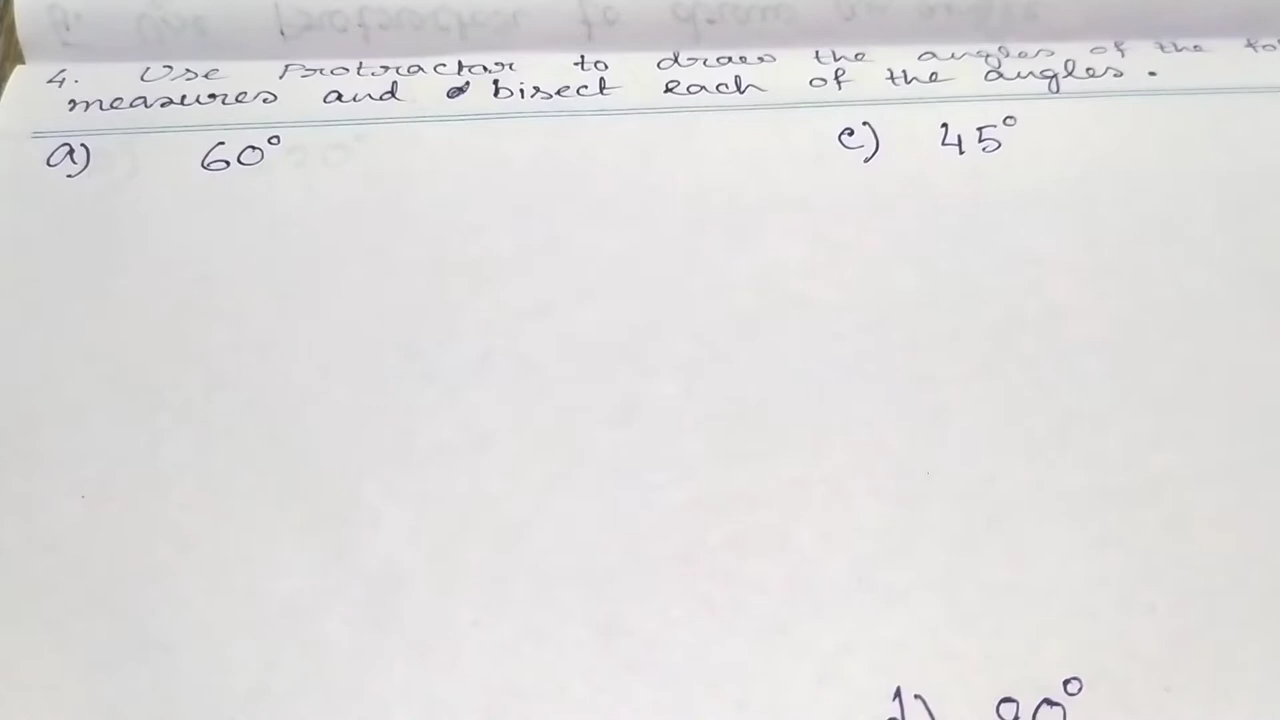 4. Use Protractor to draw the angles of the
measures and bisect each of the angles.
a) 60° c) 45°
d)